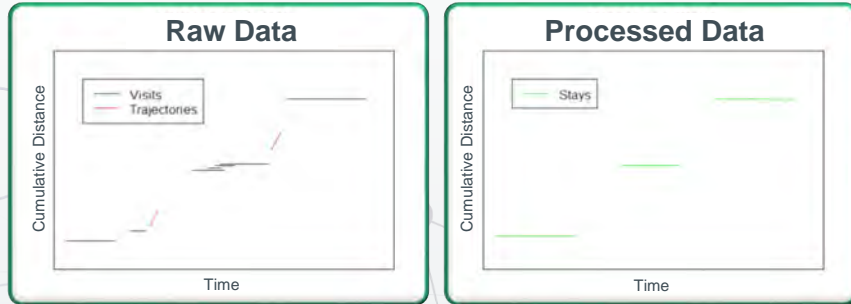 Raw Data
Visits
Trajectories
Cumulative Distance
Time
Processed Data
Stays
Cumulative Distance
Time